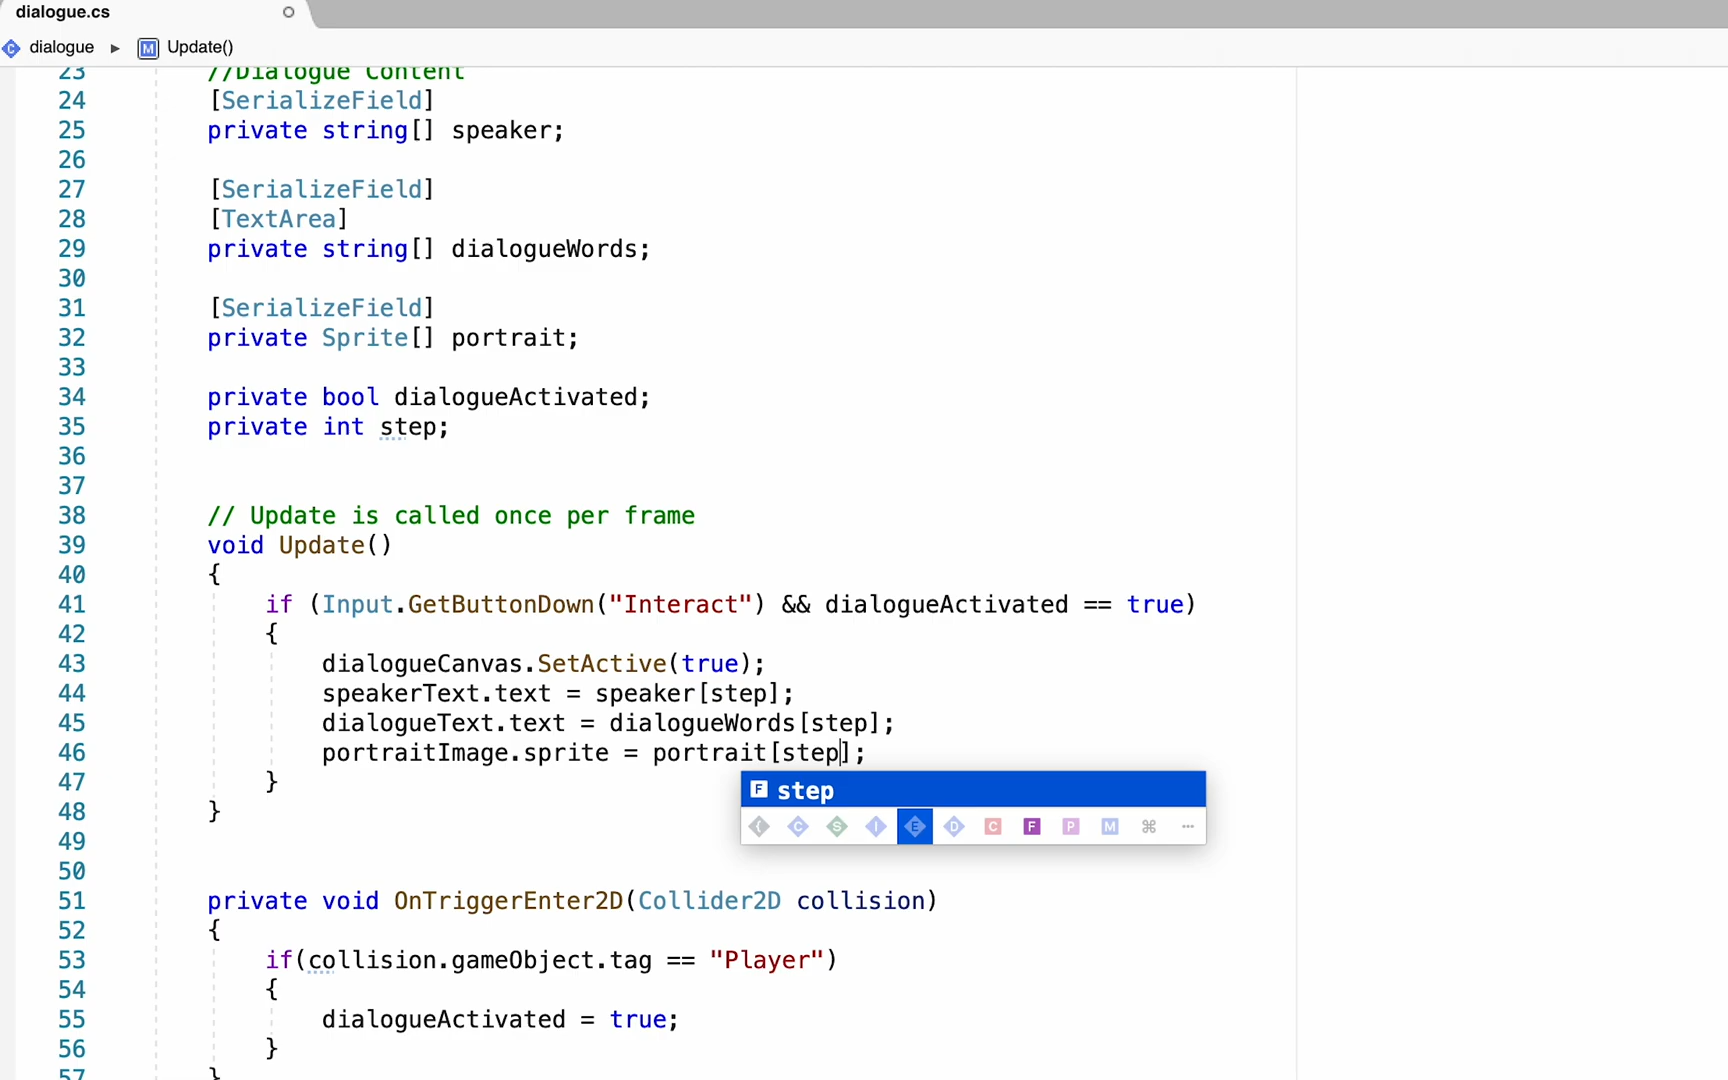 dialogue.cs
dialogue ▸ M Update()
23 //Dialogue Content
24 [SerializeField]
25 private string[] speaker;
26
27 [SerializeField]
28 [TextArea]
29 private string[] dialogueWords;
30
31 [SerializeField]
32 private Sprite[] portrait;
33
34 private bool dialogueActivated;
35 private int step;
36
37
38 // Update is called once per frame
39 void Update()
40 {
41 if (Input.GetButtonDown("Interact") && dialogueActivated == true)
42 {
43 dialogueCanvas.SetActive(true);
44 speakerText.text = speaker[step];
45 dialogueText.text = dialogueWords[step];
46 portraitImage.sprite = portrait[step];
47 }
F step
48 }
C S I E D C F P M ⌘ ···
49
50
51 private void OnTriggerEnter2D(Collider2D collision)
52 {
53 if(collision.gameObject.tag == "Player")
54 {
55 dialogueActivated = true;
56 }
57 }